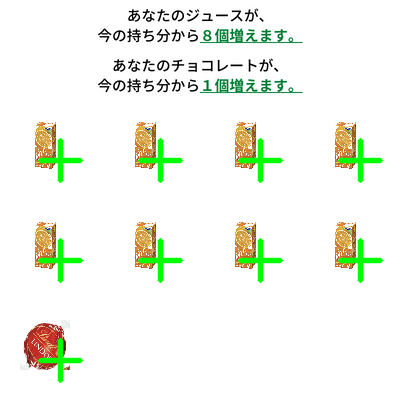 あなたのジュースが、
今の持ち分から８個増えます。
あなたのチョコレートが、
今の持ち分から１個増えます。